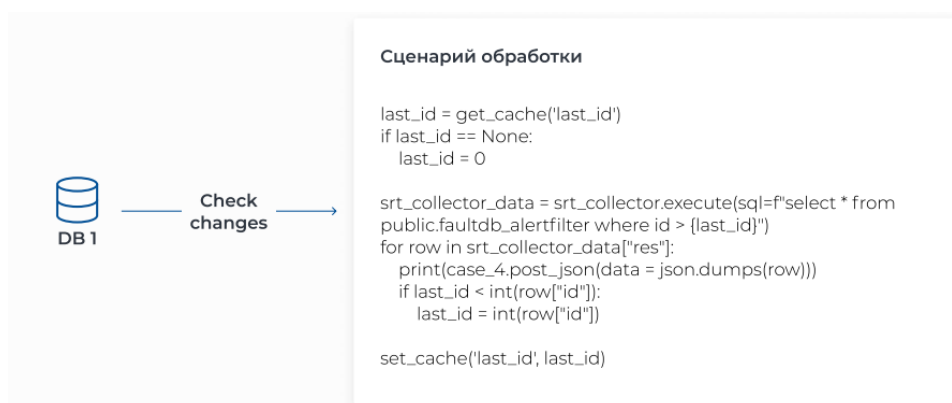 Сценарий обработки
last_id = get_cache('last_id')
if last_id == None:
last_id = 0
srt_collector_data = srt_collector.execute(sql=f"select * from
public.faultdb_alertfilter where id > {last_id}")
for row in srt_collector_data["res"]:
print(case_4.post_json(data = json.dumps(row)))
if last_id < int(row["id"]):
last_id = int(row["id"])
set_cache('last_id', last_id)
DB 1
Check
changes